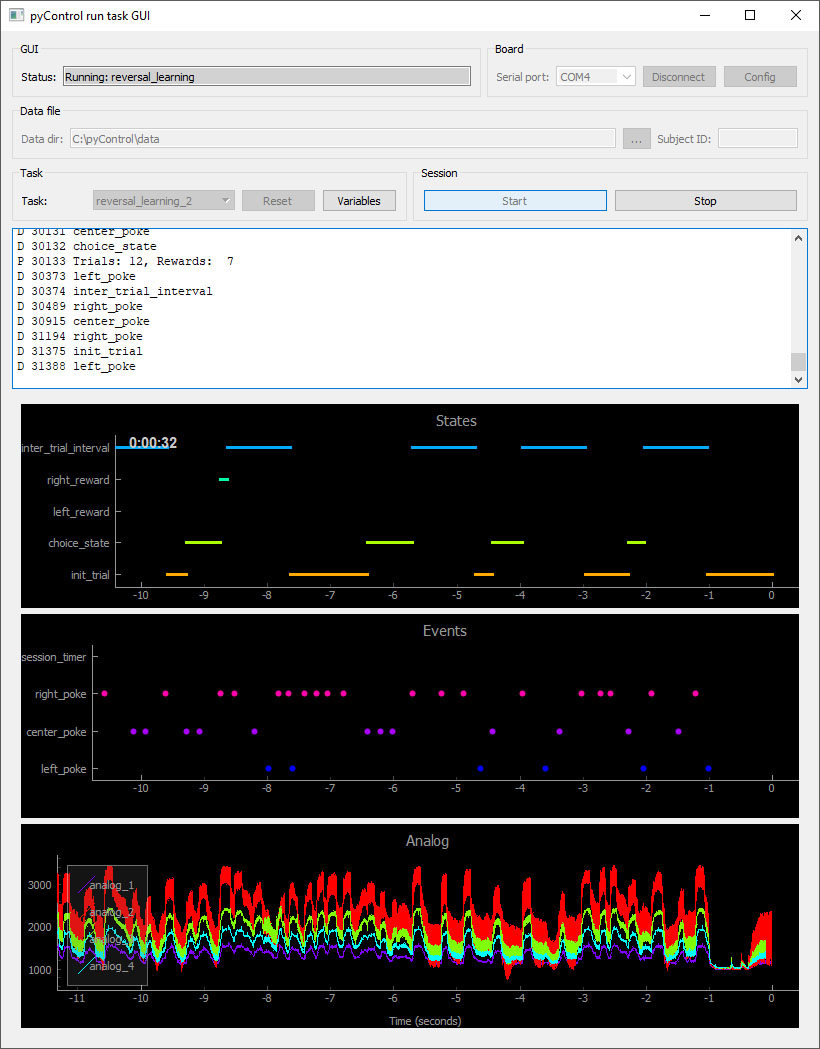 pyControl run task GUI
GUI
Board
Status: Running: reversal_learning
Serial port: COM4 Disconnect Config
Data file
Data dir: C:\pyControl\data ... Subject ID:
Task
Session
Task: reversal_learning_2 Reset Variables Start Stop
D 30131 center_poke
D 30132 choice_state
P 30133 Trials: 12, Rewards: 7
D 30373 left_poke
D 30374 inter_trial_interval
D 30489 right_poke
D 30915 center_poke
D 31194 right_poke
D 31375 init_trial
D 31388 left_poke
States
0:00:32
inter_trial_interval
right_reward
left_reward
choice_state
init_trial
-10 -9 -8 -7 -6 -5 -4 -3 -2 -1 0
Events
session_timer
right_poke
center_poke
left_poke
-10 -9 -8 -7 -6 -5 -4 -3 -2 -1 0
Analog
3000
2000
1000
analog_1
analog_2
analog_4
-11 -10 -9 -8 -7 -6 -5 -4 -3 -2 -1 0
Time (seconds)